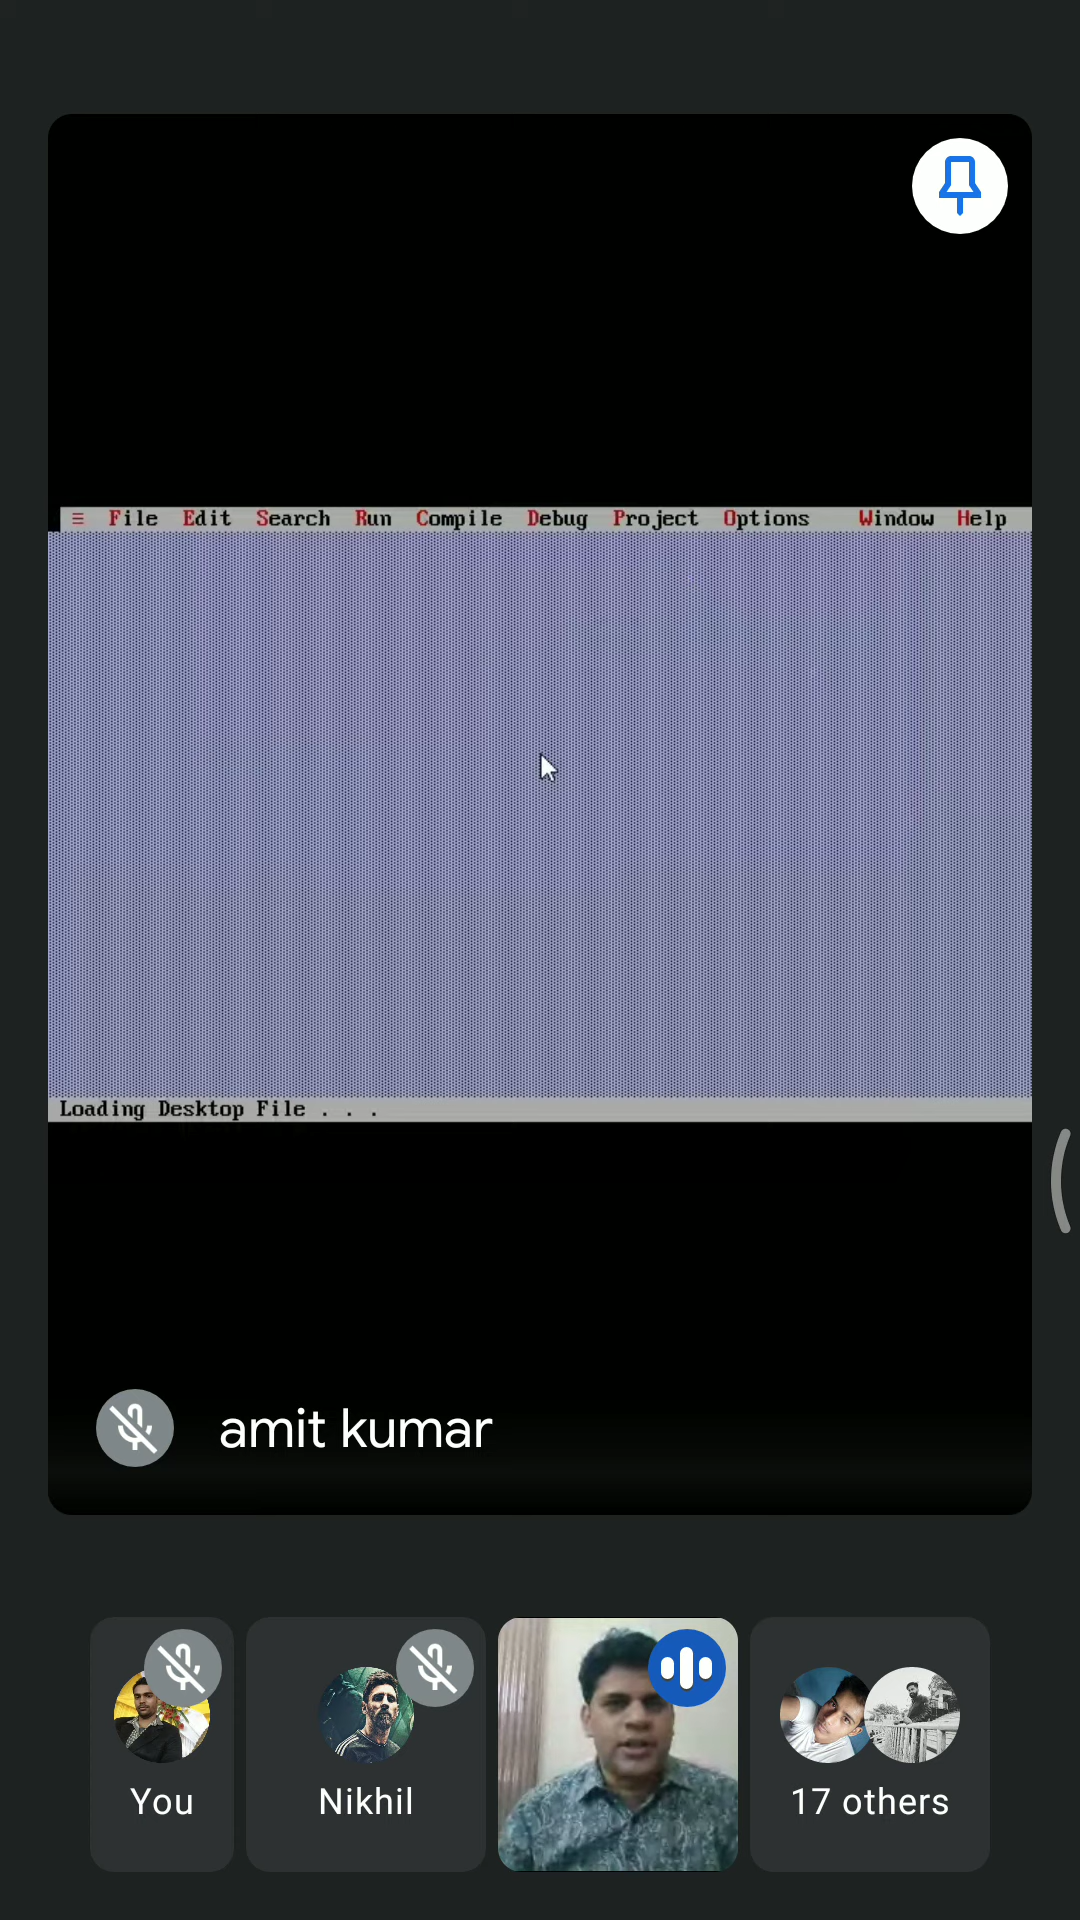 ≡ File Edit Search Run Compile Debug Project Options Window Help
Loading Desktop File . . .
amit kumar
You
Nikhil
17 others